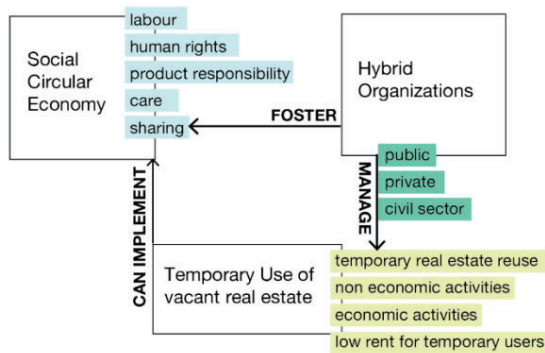 Social
Circular
Economy
labour
human rights
product responsibility
care
sharing
FOSTER
Hybrid
Organizations
public
private
civil sector
MANAGE
CAN IMPLEMENT
Temporary Use of
vacant real estate
temporary real estate reuse
non economic activities
economic activities
low rent for temporary users